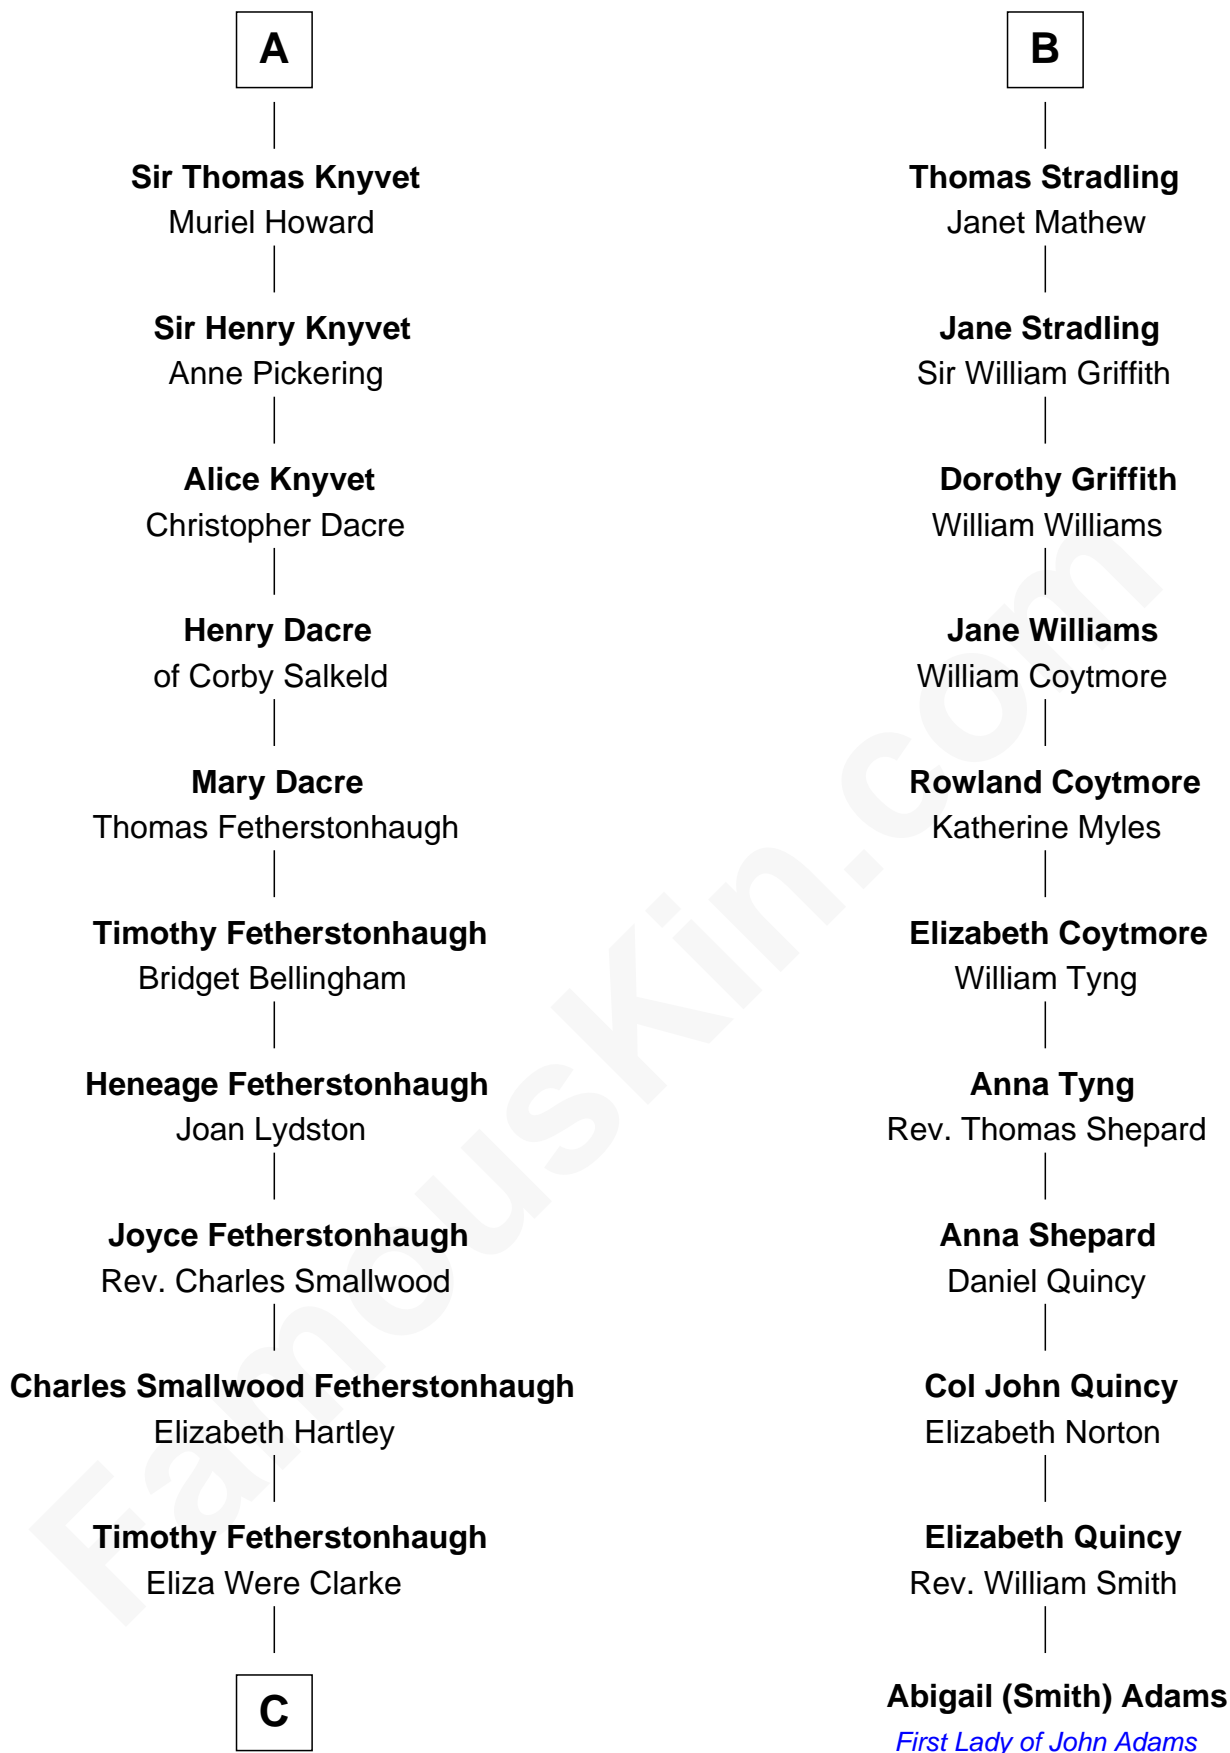 A
Sir Thomas Knyvet
Muriel Howard
Sir Henry Knyvet
Anne Pickering
Alice Knyvet
Christopher Dacre
Henry Dacre
of Corby Salkeld
Mary Dacre
Thomas Fetherstonhaugh
Timothy Fetherstonhaugh
Bridget Bellingham
Heneage Fetherstonhaugh
Joan Lydston
Joyce Fetherstonhaugh
Rev. Charles Smallwood
Charles Smallwood Fetherstonhaugh
Elizabeth Hartley
Timothy Fetherstonhaugh
Eliza Were Clarke
C
B
Thomas Stradling
Janet Mathew
Jane Stradling
Sir William Griffith
Dorothy Griffith
William Williams
Jane Williams
William Coytmore
Rowland Coytmore
Katherine Myles
Elizabeth Coytmore
William Tyng
Anna Tyng
Rev. Thomas Shepard
Anna Shepard
Daniel Quincy
Col John Quincy
Elizabeth Norton
Elizabeth Quincy
Rev. William Smith
Abigail (Smith) Adams
First Lady of John Adams
FamousKin.com